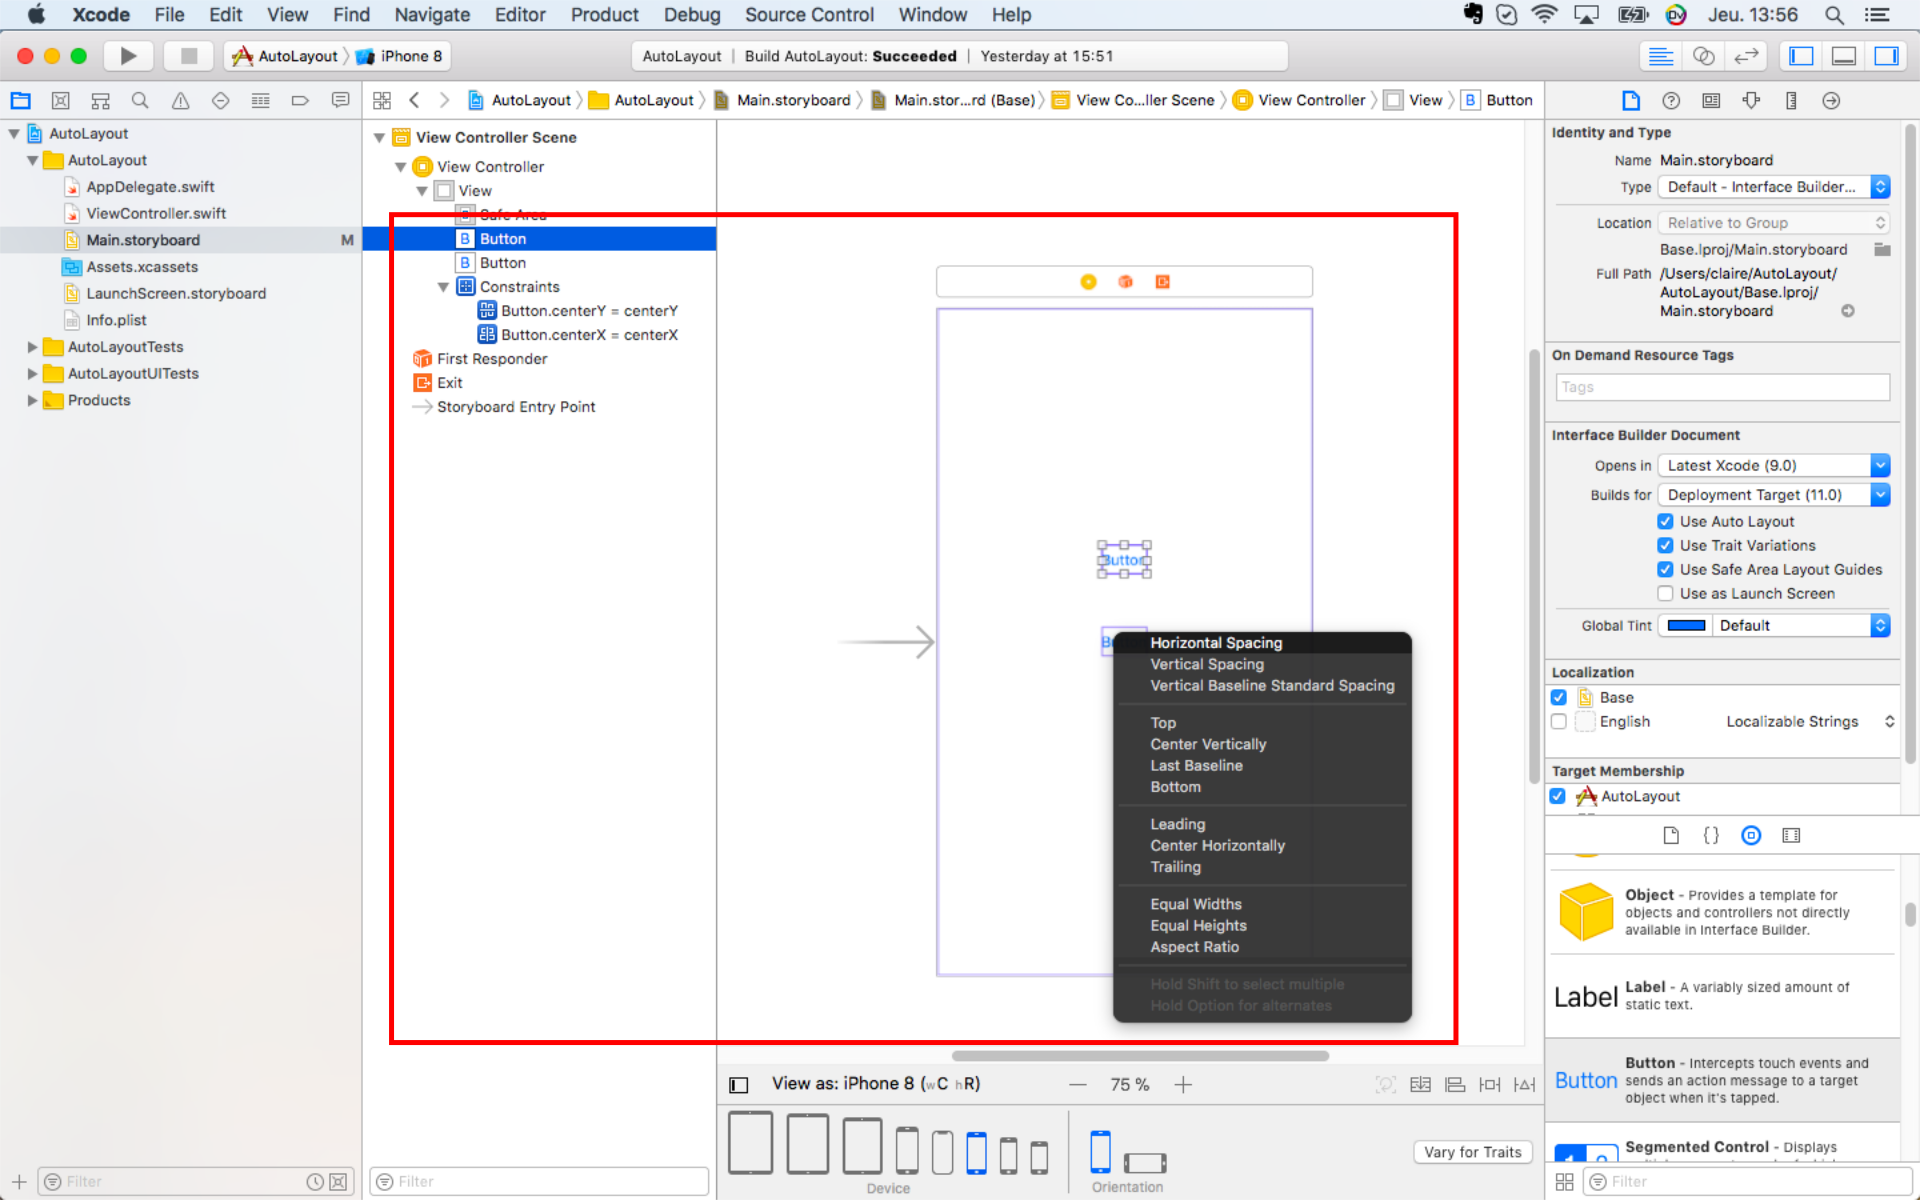 Xcode File Edit View Find Navigate Editor Product Debug Source Control Window Help Jeu. 13:56
AutoLayout iPhone 8
AutoLayout | Build AutoLayout: Succeeded | Yesterday at 15:51
AutoLayout AutoLayout Main.storyboard Main.stor...rd (Base) View Co...ller Scene View Controller View B Button
AutoLayout
AutoLayout
AppDelegate.swift
ViewController.swift
Main.storyboard M
Assets.xcassets
LaunchScreen.storyboard
Info.plist
AutoLayoutTests
AutoLayoutUITests
Products
Filter
View Controller Scene
View Controller
View
Safe Area
B Button
B Button
Constraints
Button.centerY = centerY
Button.centerX = centerX
First Responder
Exit
Storyboard Entry Point
Filter
Button
Horizontal Spacing
Vertical Spacing
Vertical Baseline Standard Spacing
Top
Center Vertically
Last Baseline
Bottom
Leading
Center Horizontally
Trailing
Equal Widths
Equal Heights
Aspect Ratio
Hold Shift to select multiple
Hold Option for alternates
View as: iPhone 8 (wC hR) — 75 % +
Device
Orientation
Vary for Traits
Identity and Type
Name Main.storyboard
Type Default - Interface Builder...
Location Relative to Group
Base.lproj/Main.storyboard
Full Path /Users/claire/AutoLayout/
AutoLayout/Base.lproj/
Main.storyboard
On Demand Resource Tags
Tags
Interface Builder Document
Opens in Latest Xcode (9.0)
Builds for Deployment Target (11.0)
Use Auto Layout
Use Trait Variations
Use Safe Area Layout Guides
Use as Launch Screen
Global Tint Default
Localization
Base
English Localizable Strings
Target Membership
AutoLayout
{}
Object - Provides a template for
objects and controllers not directly
available in Interface Builder.
Label Label - A variably sized amount of
static text.
Button Button - Intercepts touch events and
sends an action message to a target
object when it's tapped.
Segmented Control - Displays
Filter